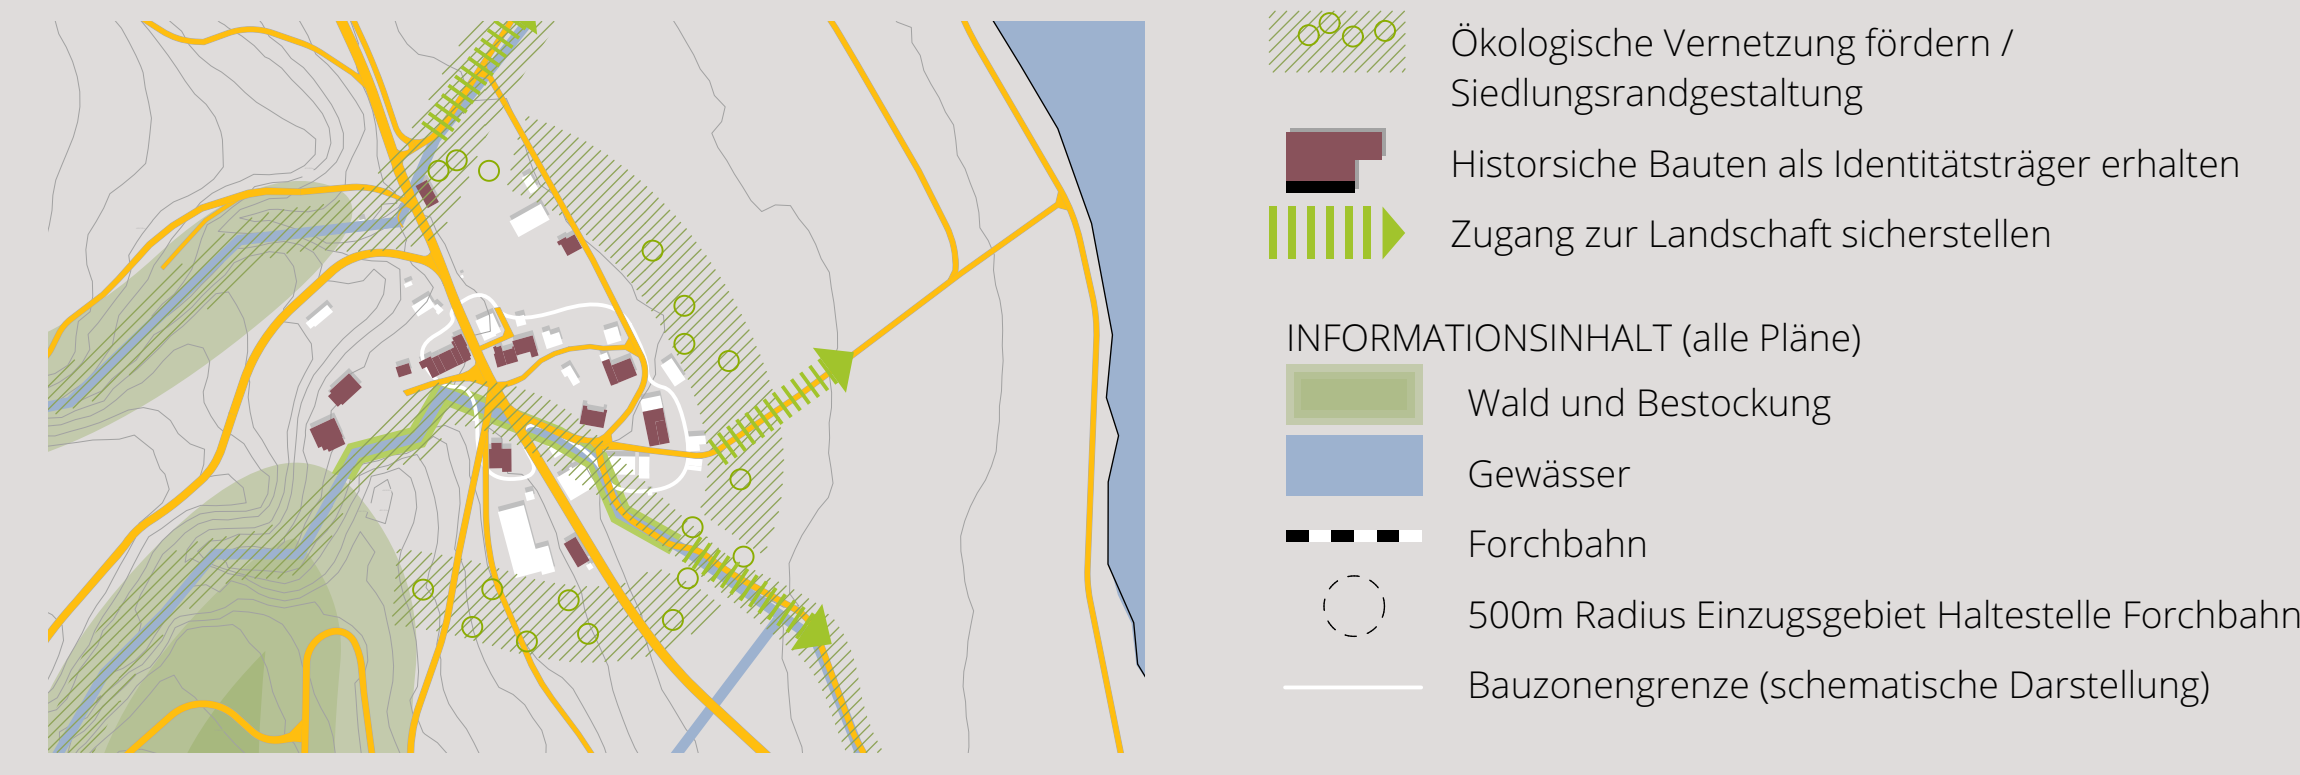 Ökologische Vernetzung fördern /
Siedlungsrandgestaltung
Historsiche Bauten als Identitätsträger erhalten
Zugang zur Landschaft sicherstellen
INFORMATIONSINHALT (alle Pläne)
Wald und Bestockung
Gewässer
Forchbahn
500m Radius Einzugsgebiet Haltestelle Forchbahn
Bauzonengrenze (schematische Darstellung)